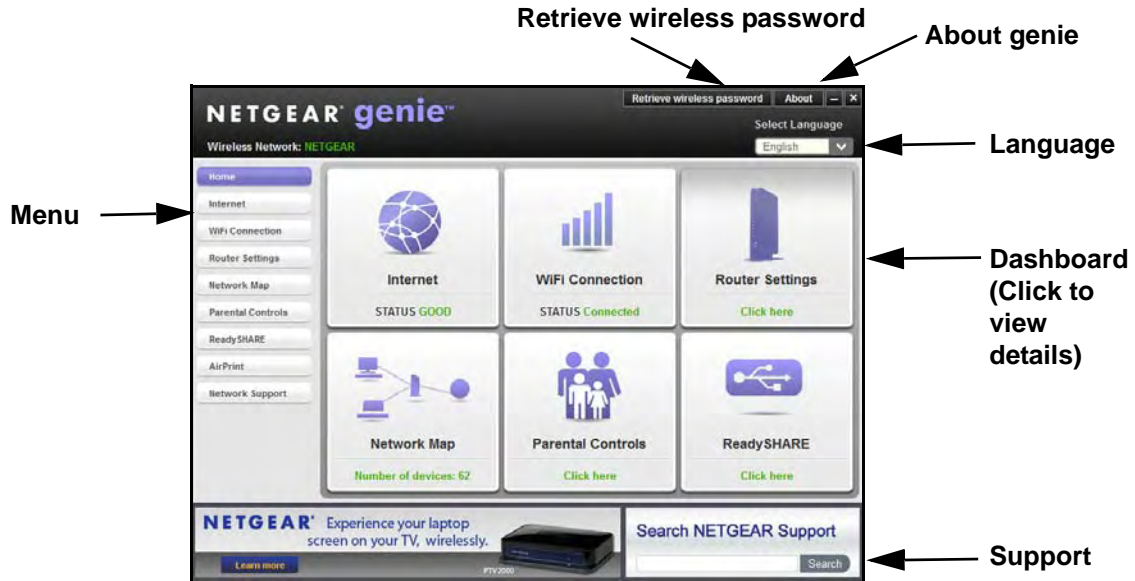 Retrieve wireless password
About genie
Retrieve wireless password About
NETGEAR® genie™
Select Language
Wireless Network: NETGEAR
English
Language
Menu
Home
Internet
WiFi Connection
Router Settings
Network Map
Parental Controls
ReadySHARE
AirPrint
Network Support
Internet
STATUS GOOD
WiFi Connection
STATUS Connected
Router Settings
Click here
Dashboard
(Click to
view
details)
Network Map
Number of devices: 62
Parental Controls
Click here
ReadySHARE
Click here
NETGEAR® Experience your laptop
screen on your TV, wirelessly.
Learn more
PTV2000
Search NETGEAR Support
Search
Support